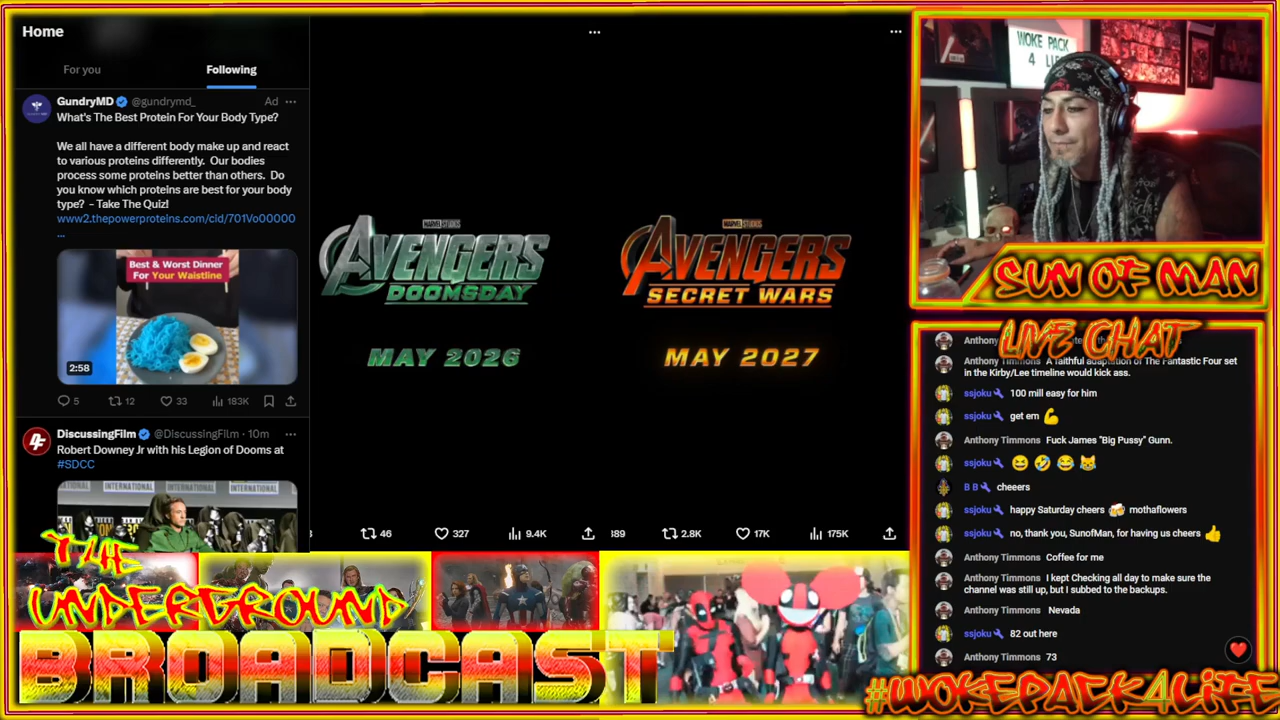 Home
For you
Following
GundryMD @gundrymd_ Ad
What's The Best Protein For Your Body Type?
We all have a different body make up and react
to various proteins differently. Our bodies
process some proteins better than others. Do
you know which proteins are best for your body
type? - Take The Quiz!
www2.thepowerproteins.com/cid/701Vo00000
...
Best & Worst Dinner
For Your Waistline
2:58
5 12 33 183K
DiscussingFilm @DiscussingFilm · 10m
Robert Downey Jr with his Legion of Dooms at
#SDCC
INTERNATIONAL INTERNATIONAL
MARVEL STUDIOS
AVENGERS
DOOMSDAY
MAY 2026
46 327 9.4K
MARVEL STUDIOS
AVENGERS
SECRET WARS
MAY 2027
389 2.8K 17K 175K
WOKE PACK
4 LIFE
SUN OF MAN
LIVE CHAT
Anthony
Anthony Timmons A faithful adaptation of The Fantastic Four set
in the Kirby/Lee timeline would kick ass.
ssjoku 100 mill easy for him
ssjoku get em 💪
Anthony Timmons Fuck James "Big Pussy" Gunn.
ssjoku 😆 🤣 😂 😹
B B cheeers
ssjoku happy Saturday cheers 🍻 mothaflowers
ssjoku no, thank you, SunofMan, for having us cheers 👍
Anthony Timmons Coffee for me
Anthony Timmons I kept Checking all day to make sure the
channel was still up, but I subbed to the backups.
Anthony Timmons Nevada
ssjoku 82 out here
Anthony Timmons 73
THE
UNDERGROUND
BROADCAST
#WOKEPACK4LIFE